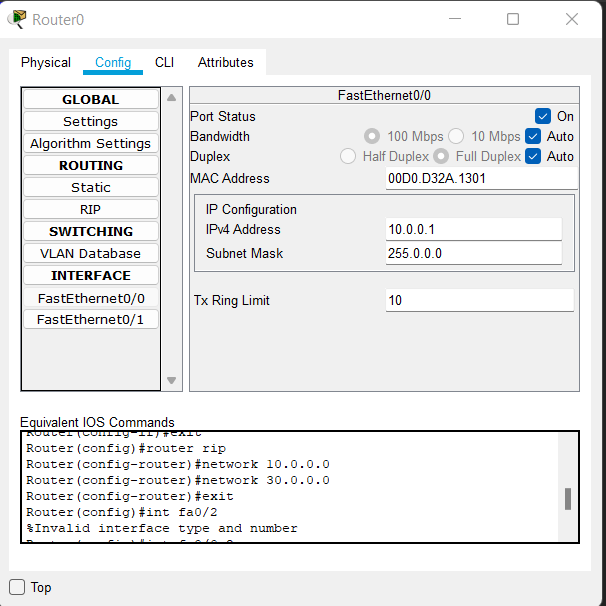 Router0
Physical Config CLI Attributes
GLOBAL
Settings
Algorithm Settings
ROUTING
Static
RIP
SWITCHING
VLAN Database
INTERFACE
FastEthernet0/0
FastEthernet0/1
FastEthernet0/0
Port Status On
Bandwidth 100 Mbps 10 Mbps Auto
Duplex Half Duplex Full Duplex Auto
MAC Address 00D0.D32A.1301
IP Configuration
IPv4 Address 10.0.0.1
Subnet Mask 255.0.0.0
Tx Ring Limit 10
Equivalent IOS Commands
Router(config-if)#exit
Router(config)#router rip
Router(config-router)#network 10.0.0.0
Router(config-router)#network 30.0.0.0
Router(config-router)#exit
Router(config)#int fa0/2
%Invalid interface type and number
Top